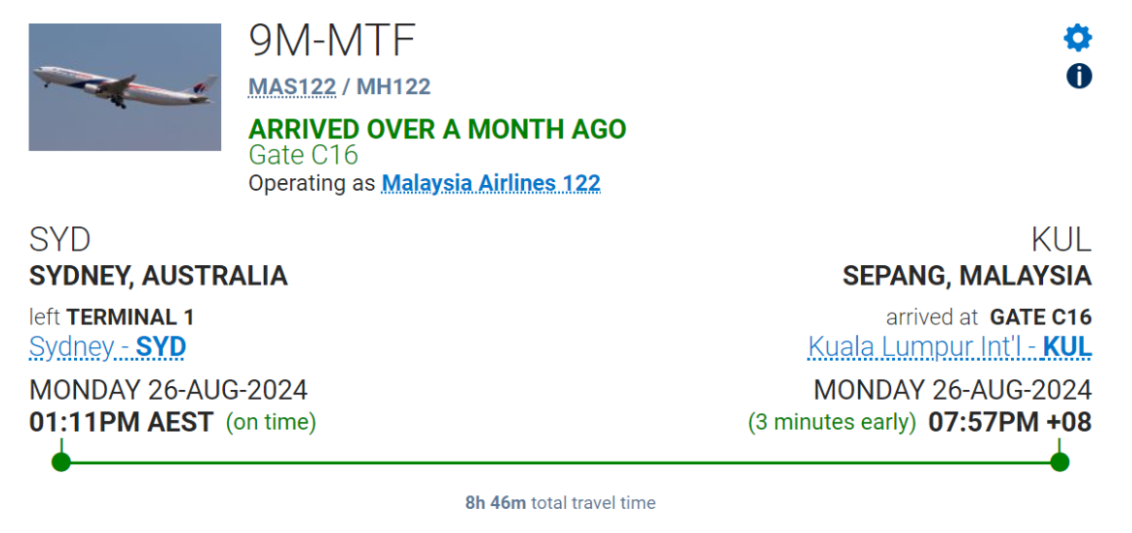 9M-MTF
MAS122 / MH122
ARRIVED OVER A MONTH AGO
Gate C16
Operating as Malaysia Airlines 122
SYD
SYDNEY, AUSTRALIA
left TERMINAL 1
Sydney - SYD
MONDAY 26-AUG-2024
01:11PM AEST (on time)
KUL
SEPANG, MALAYSIA
arrived at GATE C16
Kuala Lumpur Int'l - KUL
MONDAY 26-AUG-2024
(3 minutes early) 07:57PM +08
8h 46m total travel time